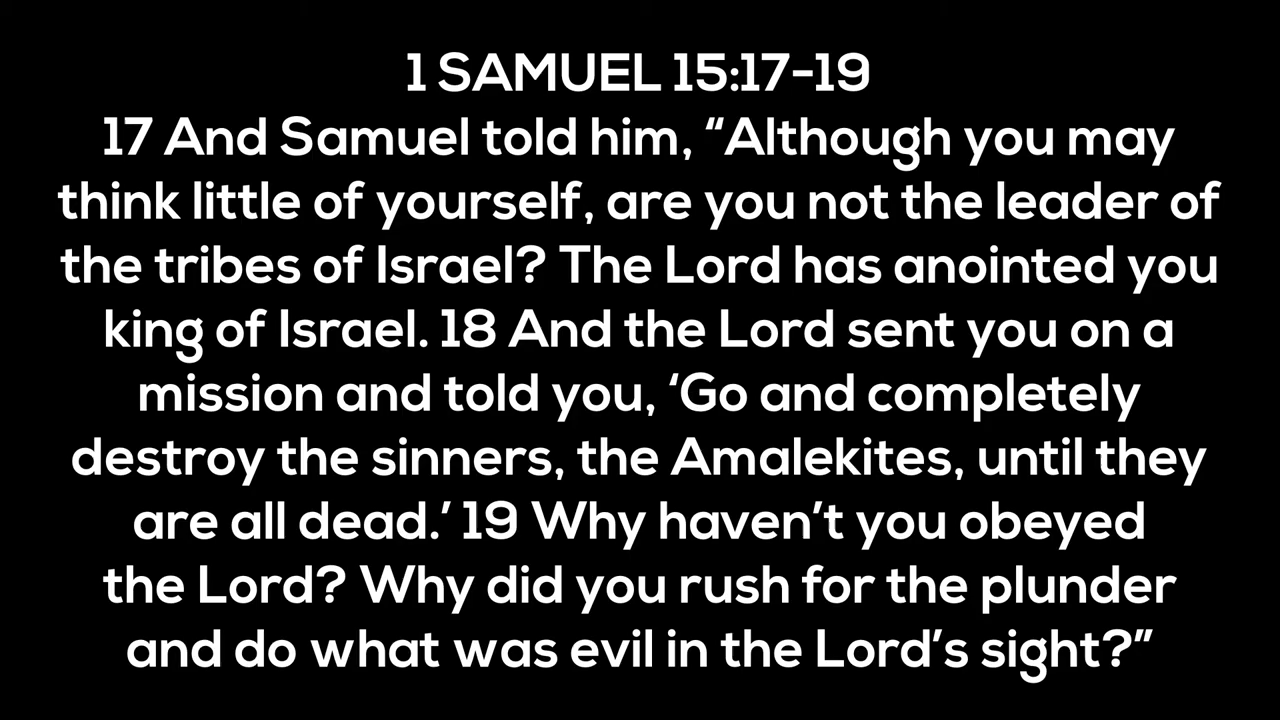 1 SAMUEL 15:17-19
17 And Samuel told him, “Although you may
think little of yourself, are you not the leader of
the tribes of Israel? The Lord has anointed you
king of Israel. 18 And the Lord sent you on a
mission and told you, ‘Go and completely
destroy the sinners, the Amalekites, until they
are all dead.’ 19 Why haven’t you obeyed
the Lord? Why did you rush for the plunder
and do what was evil in the Lord’s sight?”